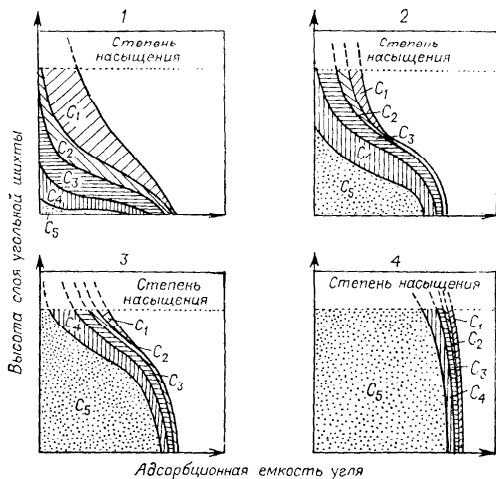 1
Степень
насыщения
C₁
C₂
C₃
C₄
C₅
2
Степень
насыщения
C₁
C₂
C₃
C
C₅
3
Степень
насыщения
C₁
C₂
C₃
C₄
C₅
4
Степень насыщения
C₁
C₂
C₃
C₄
C₅
Высота слоя угольной шихты
Адсорбционная емкость угля